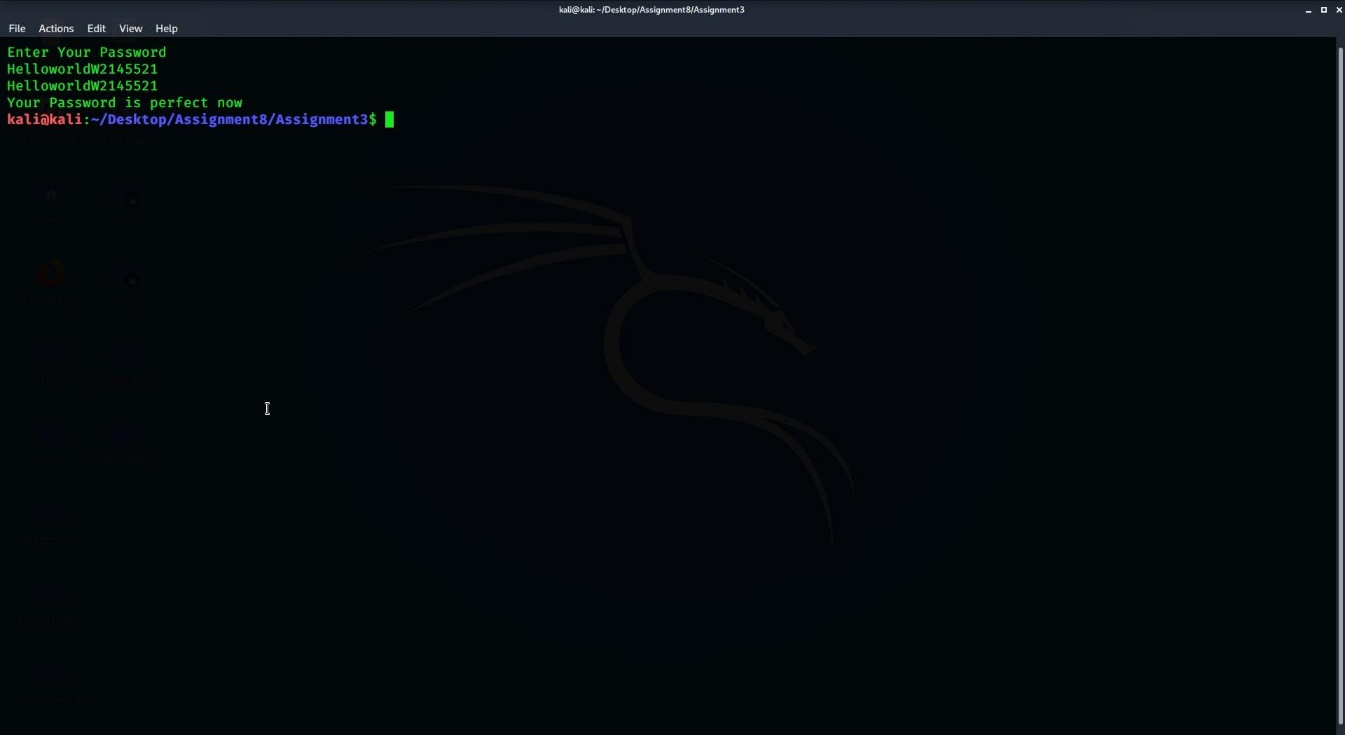 kali@kali: ~/Desktop/Assignment8/Assignment3
File Actions Edit View Help
Enter Your Password
HelloworldW2145521
HelloworldW2145521
Your Password is perfect now
kali@kali:~/Desktop/Assignment8/Assignment3$